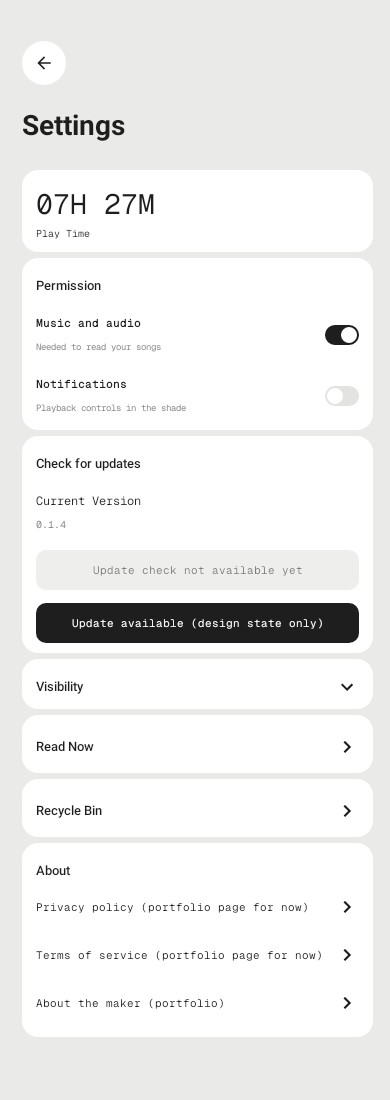 Settings
07H 27M
Play Time
Permission
Music and audio
Needed to read your songs
Notifications
Playback controls in the shade
Check for updates
Current Version
0.1.4
Update check not available yet
Update available (design state only)
Visibility
Read Now
Recycle Bin
About
Privacy policy (portfolio page for now)
Terms of service (portfolio page for now)
About the maker (portfolio)